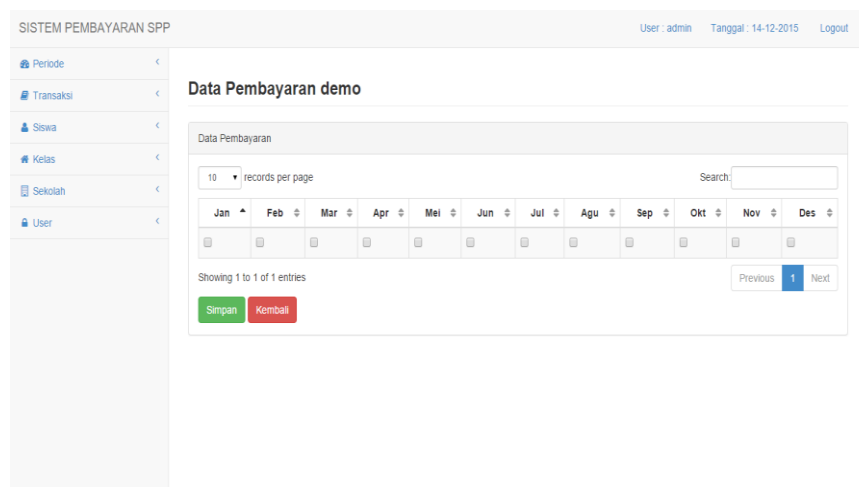 SISTEM PEMBAYARAN SPP
User : admin Tanggal : 14-12-2015 Logout
Periode
Transaksi
Siswa
Kelas
Sekolah
User
Data Pembayaran demo
Data Pembayaran
10 records per page Search:
Jan Feb Mar Apr Mei Jun Jul Agu Sep Okt Nov Des
Showing 1 to 1 of 1 entries
Previous 1 Next
Simpan Kembali